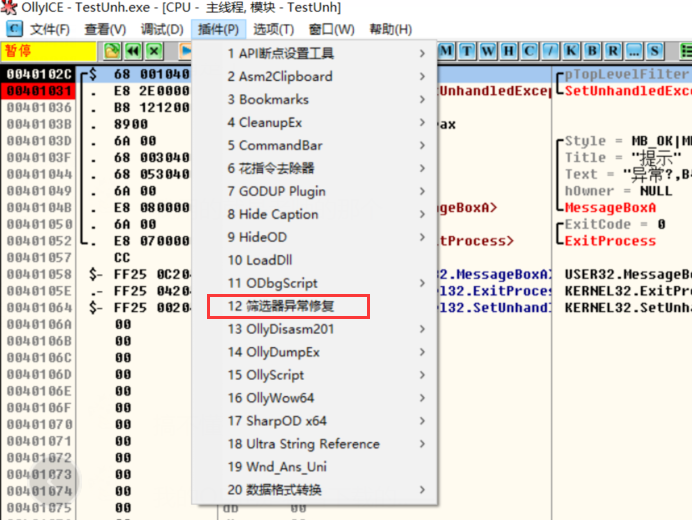 OllyICE - TestUnh.exe - [CPU - 主线程, 模块 - TestUnh]
C 文件(F) 查看(V) 调试(D) 插件(P) 选项(T) 窗口(W) 帮助(H)
暂停 M T W H C / K B R ... S
1 API断点设置工具
2 Asm2Clipboard
3 Bookmarks
4 CleanupEx
5 CommandBar
6 花指令去除器
7 GODUP Plugin
8 Hide Caption
9 HideOD
10 LoadDll
11 ODbgScript
12 筛选器异常修复
13 OllyDisasm201
14 OllyDumpEx
15 OllyScript
16 OllyWow64
17 SharpOD x64
18 Ultra String Reference
19 Wnd_Ans_Uni
20 数据格式转换
0040102C $ 68 001040 pTopLevelFilter
00401031 . E8 2E0000 UnhandledExcep SetUnhandledExce
00401036 . B8 121200
0040103B . 8900 ax
0040103D . 6A 00 Style = MB_OK|M
0040103F . 68 003040 Title = "提示"
00401044 . 68 053040 Text = "异常?,B
00401049 . 6A 00 hOwner = NULL
0040104B . E8 080000 geBoxA> MessageBoxA
00401050 . 6A 00 ExitCode = 0
00401052 . E8 070000 itProcess> ExitProcess
00401057 CC
00401058 $- FF25 0C20 32.MessageBoxA USER32.MessageBoxA
0040105E .- FF25 0420 el32.ExitProce KERNEL32.ExitProce
00401064 $- FF25 0020 el32.SetUnhand KERNEL32.SetUnha
0040106A 00
0040106B 00
0040106C 00
0040106D 00
0040106E 00
0040106F 00
00401070 00
00401071 00
00401072 00
00401073 00
00401074 00
00401075 00 00